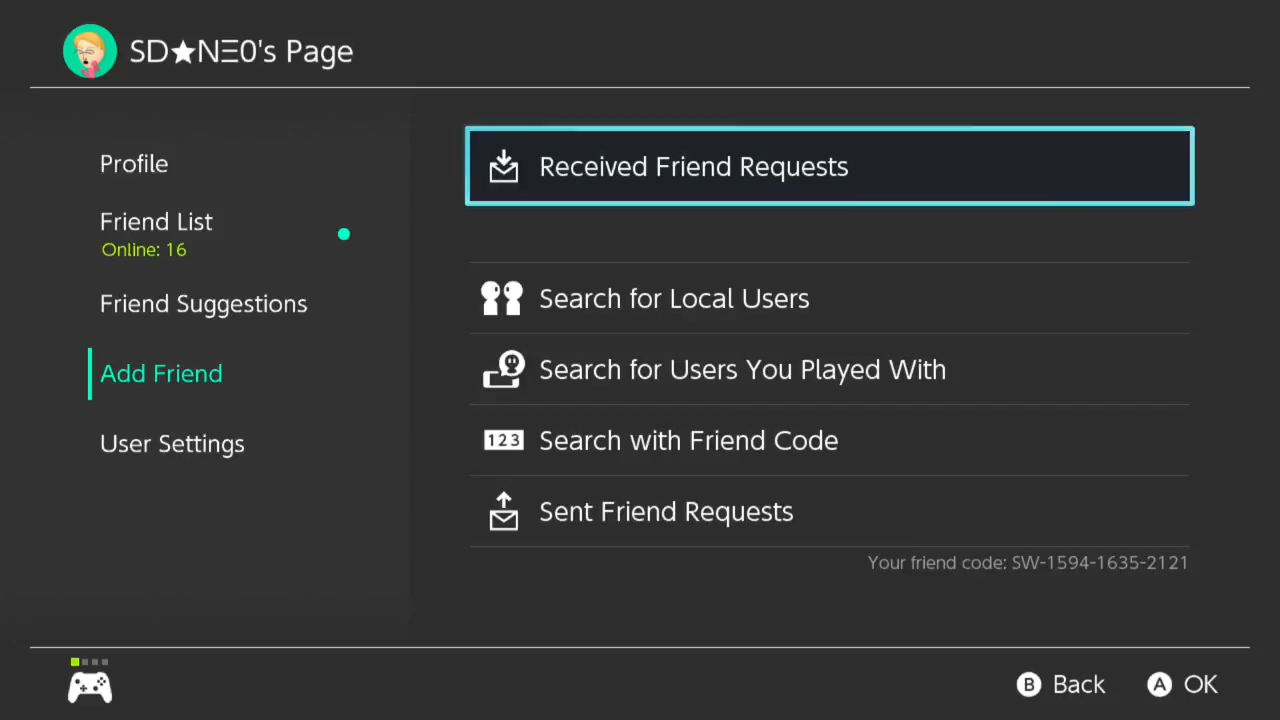 SD★NΞ0's Page
Profile
Friend List
Online: 16
Friend Suggestions
Add Friend
User Settings
Received Friend Requests
Search for Local Users
Search for Users You Played With
123 Search with Friend Code
Sent Friend Requests
Your friend code: SW-1594-1635-2121
B Back A OK